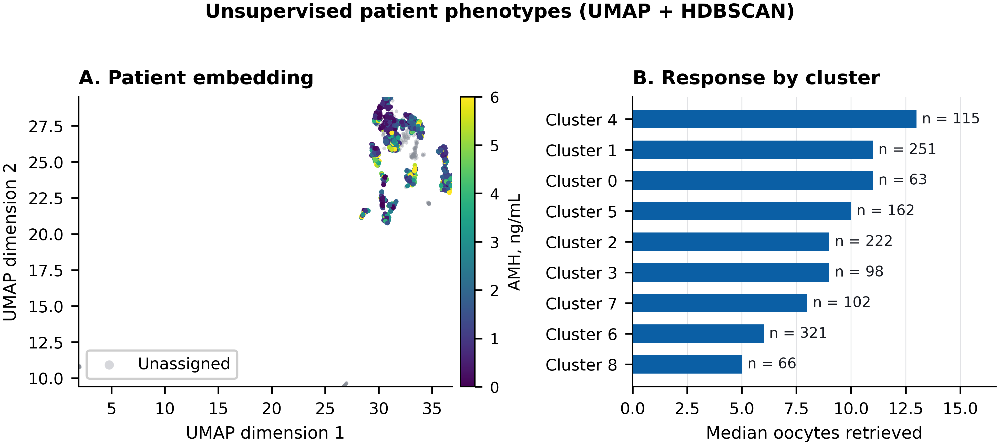 Unsupervised patient phenotypes (UMAP + HDBSCAN)
A. Patient embedding
UMAP dimension 2
27.5
25.0
22.5
20.0
17.5
15.0
12.5
10.0
Unassigned
5 10 15 20 25 30 35
UMAP dimension 1
6
5
4
3
2
1
0
AMH, ng/mL
B. Response by cluster
Cluster 4 n = 115
Cluster 1 n = 251
Cluster 0 n = 63
Cluster 5 n = 162
Cluster 2 n = 222
Cluster 3 n = 98
Cluster 7 n = 102
Cluster 6 n = 321
Cluster 8 n = 66
0.0 2.5 5.0 7.5 10.0 12.5 15.0
Median oocytes retrieved